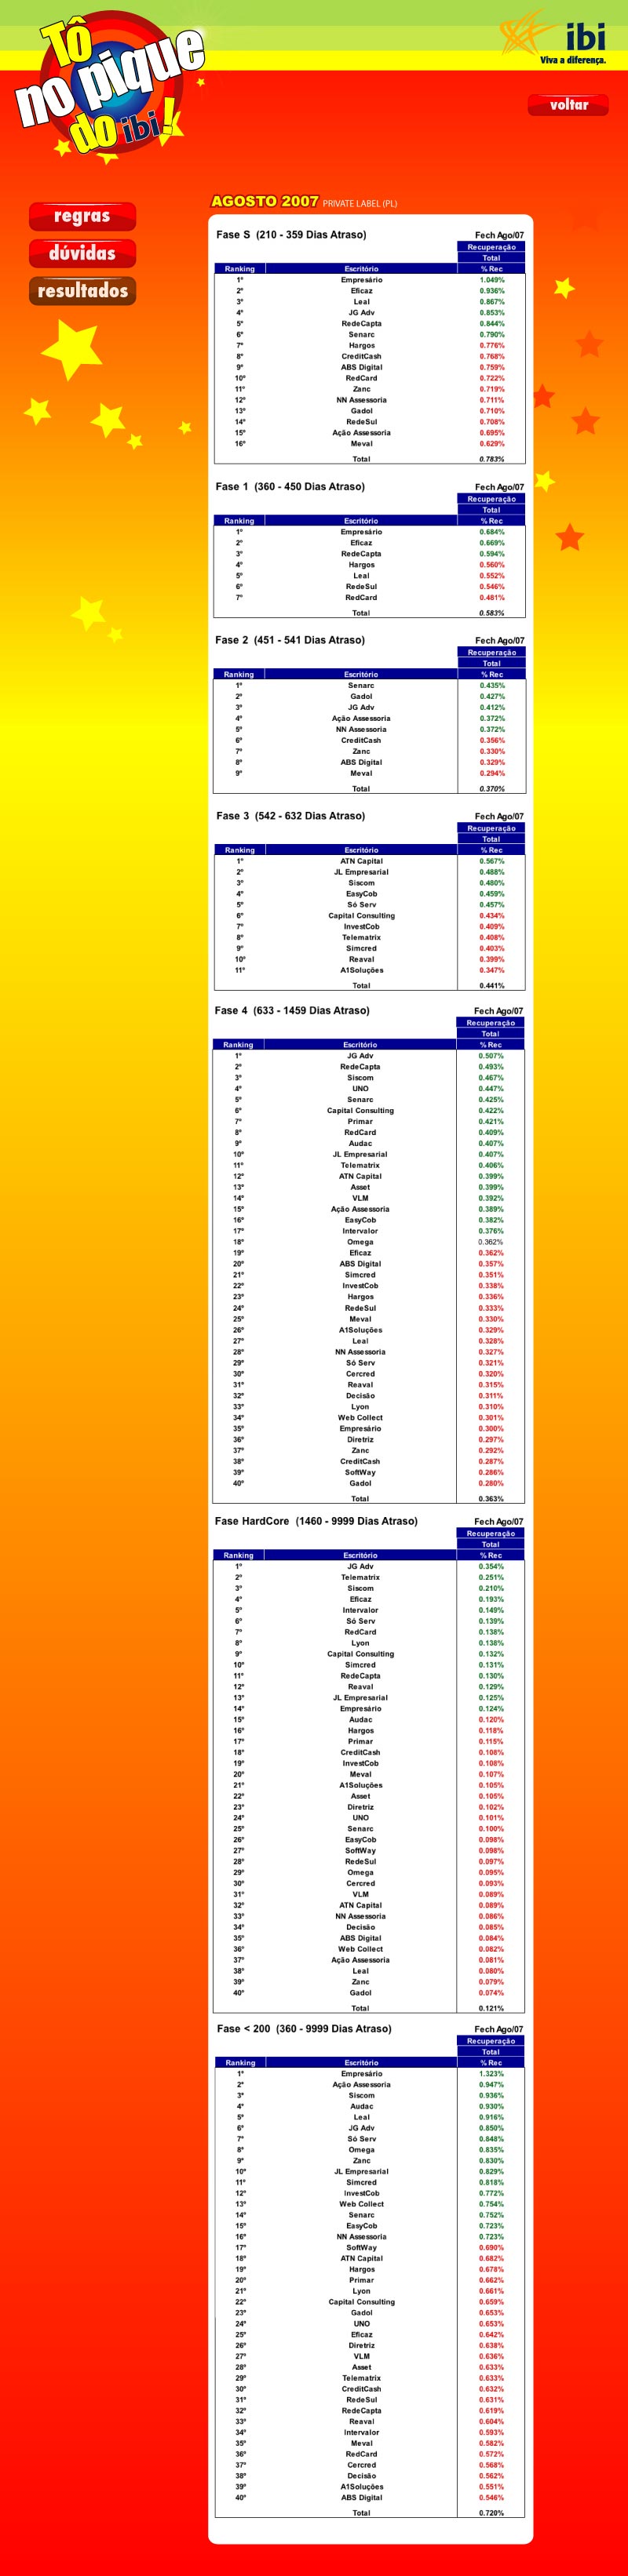 Tô
no pique
do ibi!
ibi
Viva a diferença.
voltar
regras
dúvidas
resultados
AGOSTO 2007 PRIVATE LABEL (PL)
Fase S (210 - 359 Dias Atraso) Fech Ago/07
Recuperação
Total
Ranking Escritório % Rec
1º Empresário 1.049%
2º Eficaz 0.936%
3º Leal 0.867%
4º JG Adv 0.853%
5º RedeCapta 0.844%
6º Senarc 0.790%
7º Hargos 0.776%
8º CreditCash 0.768%
9º ABS Digital 0.759%
10º RedCard 0.722%
11º Zanc 0.719%
12º NN Assessoria 0.711%
13º Gadol 0.710%
14º RedeSul 0.708%
15º Ação Assessoria 0.695%
16º Meval 0.629%
Total 0.783%
Fase 1 (360 - 450 Dias Atraso) Fech Ago/07
Recuperação
Total
Ranking Escritório % Rec
1º Empresário 0.684%
2º Eficaz 0.669%
3º RedeCapta 0.594%
4º Hargos 0.560%
5º Leal 0.552%
6º RedeSul 0.546%
7º RedCard 0.481%
Total 0.583%
Fase 2 (451 - 541 Dias Atraso) Fech Ago/07
Recuperação
Total
Ranking Escritório % Rec
1º Senarc 0.435%
2º Gadol 0.427%
3º JG Adv 0.412%
4º Ação Assessoria 0.372%
5º NN Assessoria 0.372%
6º CreditCash 0.356%
7º Zanc 0.330%
8º ABS Digital 0.329%
9º Meval 0.294%
Total 0.370%
Fase 3 (542 - 632 Dias Atraso) Fech Ago/07
Recuperação
Total
Ranking Escritório % Rec
1º ATN Capital 0.567%
2º JL Empresarial 0.488%
3º Siscom 0.480%
4º EasyCob 0.459%
5º Só Serv 0.457%
6º Capital Consulting 0.434%
7º InvestCob 0.409%
8º Telematrix 0.408%
9º Simcred 0.403%
10º Reaval 0.399%
11º A1Soluções 0.347%
Total 0.441%
Fase 4 (633 - 1459 Dias Atraso) Fech Ago/07
Recuperação
Total
Ranking Escritório % Rec
1º JG Adv 0.507%
2º RedeCapta 0.493%
3º Siscom 0.467%
4º UNO 0.447%
5º Senarc 0.425%
6º Capital Consulting 0.422%
7º Primar 0.421%
8º RedCard 0.409%
9º Audac 0.407%
10º JL Empresarial 0.407%
11º Telematrix 0.406%
12º ATN Capital 0.399%
13º Asset 0.399%
14º VLM 0.392%
15º Ação Assessoria 0.389%
16º EasyCob 0.382%
17º Intervalor 0.376%
18º Omega 0.362%
19º Eficaz 0.362%
20º ABS Digital 0.357%
21º Simcred 0.351%
22º InvestCob 0.338%
23º Hargos 0.336%
24º RedeSul 0.333%
25º Meval 0.330%
26º A1Soluções 0.329%
27º Leal 0.328%
28º NN Assessoria 0.327%
29º Só Serv 0.321%
30º Cercred 0.320%
31º Reaval 0.315%
32º Decisão 0.311%
33º Lyon 0.310%
34º Web Collect 0.301%
35º Empresário 0.300%
36º Diretriz 0.297%
37º Zanc 0.292%
38º CreditCash 0.287%
39º SoftWay 0.286%
40º Gadol 0.280%
Total 0.363%
Fase HardCore (1460 - 9999 Dias Atraso) Fech Ago/07
Recuperação
Total
Ranking Escritório % Rec
1º JG Adv 0.354%
2º Telematrix 0.251%
3º Siscom 0.210%
4º Eficaz 0.193%
5º Intervalor 0.149%
6º Só Serv 0.139%
7º RedCard 0.138%
8º Lyon 0.138%
9º Capital Consulting 0.132%
10º Simcred 0.131%
11º RedeCapta 0.130%
12º Reaval 0.129%
13º JL Empresarial 0.125%
14º Empresário 0.124%
15º Audac 0.120%
16º Hargos 0.118%
17º Primar 0.115%
18º CreditCash 0.108%
19º InvestCob 0.108%
20º Meval 0.107%
21º A1Soluções 0.105%
22º Asset 0.105%
23º Diretriz 0.102%
24º UNO 0.101%
25º Senarc 0.100%
26º EasyCob 0.098%
27º SoftWay 0.098%
28º RedeSul 0.097%
29º Omega 0.095%
30º Cercred 0.093%
31º VLM 0.089%
32º ATN Capital 0.089%
33º NN Assessoria 0.086%
34º Decisão 0.085%
35º ABS Digital 0.084%
36º Web Collect 0.082%
37º Ação Assessoria 0.081%
38º Leal 0.080%
39º Zanc 0.079%
40º Gadol 0.074%
Total 0.121%
Fase < 200 (360 - 9999 Dias Atraso) Fech Ago/07
Recuperação
Total
Ranking Escritório % Rec
1º Empresário 1.323%
2º Ação Assessoria 0.947%
3º Siscom 0.936%
4º Audac 0.930%
5º Leal 0.916%
6º JG Adv 0.850%
7º Só Serv 0.848%
8º Omega 0.835%
9º Zanc 0.830%
10º JL Empresarial 0.829%
11º Simcred 0.818%
12º InvestCob 0.772%
13º Web Collect 0.754%
14º Senarc 0.752%
15º EasyCob 0.723%
16º NN Assessoria 0.723%
17º SoftWay 0.690%
18º ATN Capital 0.682%
19º Hargos 0.678%
20º Primar 0.662%
21º Lyon 0.661%
22º Capital Consulting 0.659%
23º Gadol 0.653%
24º UNO 0.653%
25º Eficaz 0.642%
26º Diretriz 0.638%
27º VLM 0.636%
28º Asset 0.633%
29º Telematrix 0.633%
30º CreditCash 0.632%
31º RedeSul 0.631%
32º RedeCapta 0.619%
33º Reaval 0.604%
34º Intervalor 0.593%
35º Meval 0.582%
36º RedCard 0.572%
37º Cercred 0.568%
38º Decisão 0.562%
39º A1Soluções 0.551%
40º ABS Digital 0.546%
Total 0.720%